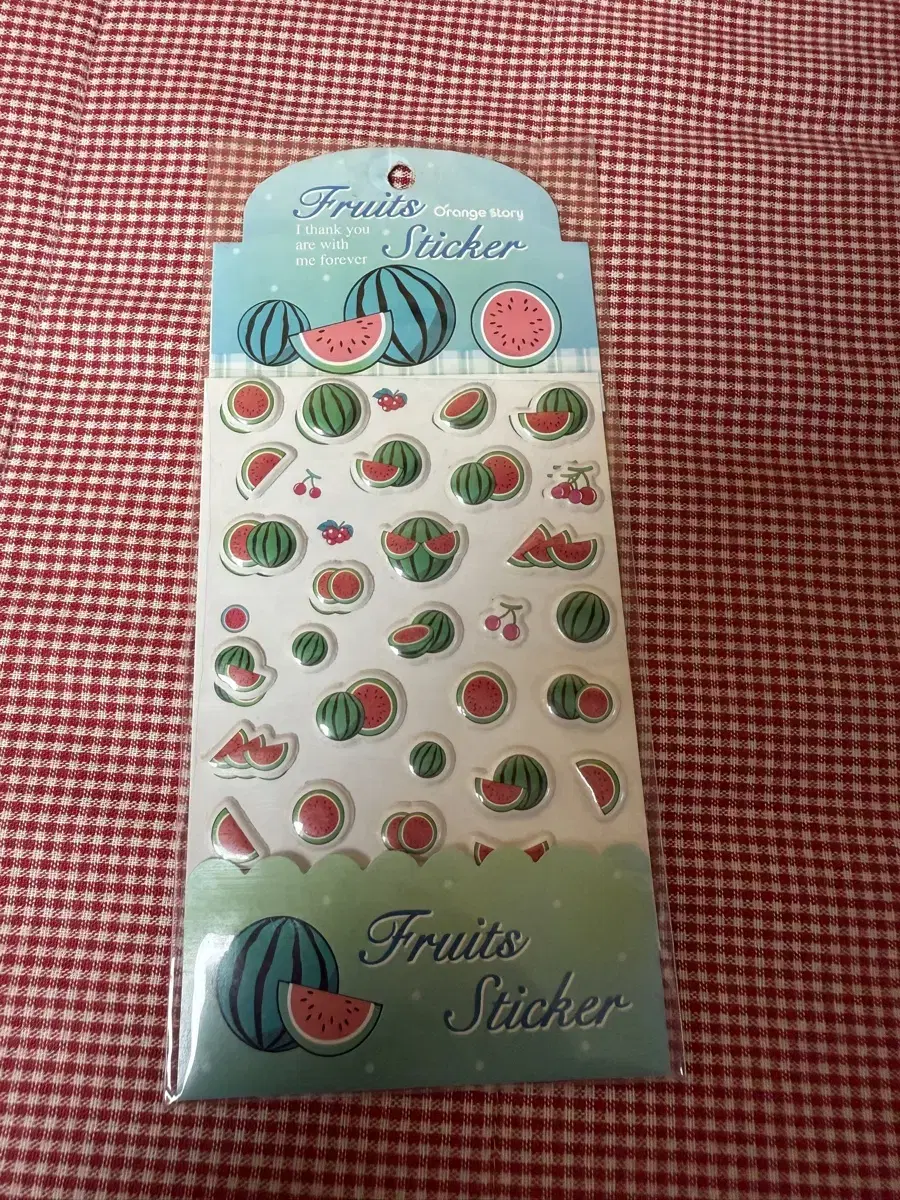 Fruits Orange Story
I thank you
are with
me forever
Sticker
Fruits
Sticker